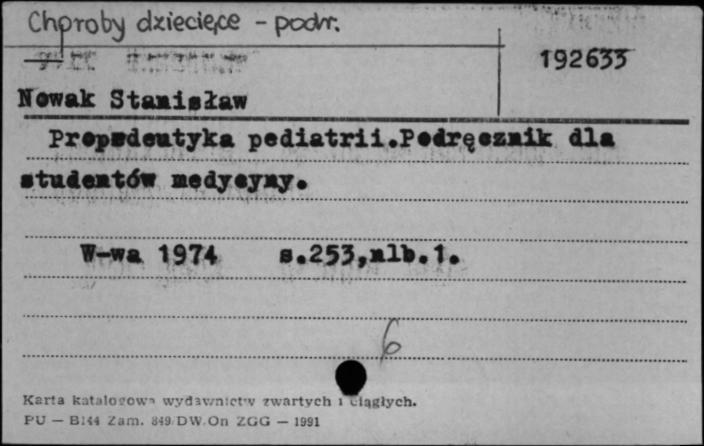 Choroby dziecięce - podr.
192633
Nowak Stanisław
Propedeutyka pediatrii.Podręcznik dla
studentów medycyny.
W-wa 1974 s.253,nlb.1.
6
Karta katalogowa wydawnictw zwartych i ciągłych.
PU — B144 Zam. 849/DW.On ZGG — 1991